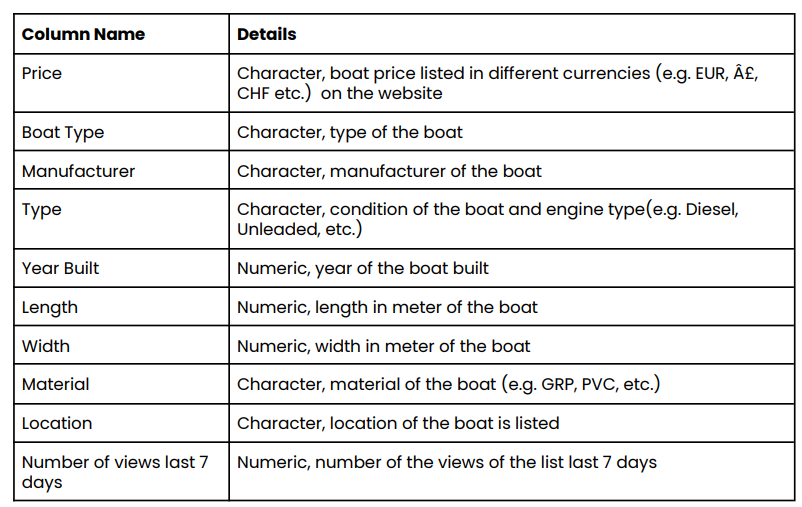 Column Name
Details
Price
Character, boat price listed in different currencies (e.g. EUR, Â£,
CHF etc.)  on the website
Boat Type
Character, type of the boat
Manufacturer
Character, manufacturer of the boat
Type
Character, condition of the boat and engine type(e.g. Diesel,
Unleaded, etc.)
Year Built
Numeric, year of the boat built
Length
Numeric, length in meter of the boat
Width
Numeric, width in meter of the boat
Material
Character, material of the boat (e.g. GRP, PVC, etc.)
Location
Character, location of the boat is listed
Number of views last 7
days
Numeric, number of the views of the list last 7 days